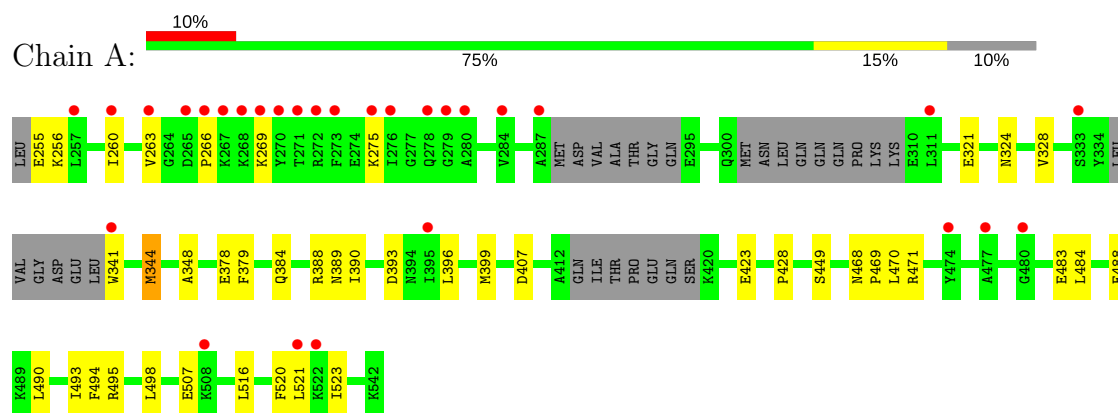 10%
Chain A:
75% 15% 10%
LEU E255 K256 L257 I260 V263 G264 D265 P266 K267 K268 K269 Y270 T271 R272 F273 E274 K275 I276 G277 Q278 G279 A280 V284 A287 MET ASP VAL ALA THR GLY GLN E295 Q300 MET ASN LEU GLN GLN PRO LYS LYS E310 L311 E321 N324 V328 S333 Y334 LEU
VAL GLY ASP GLU LEU W341 M344 A348 E378 F379 Q384 R388 N389 I390 D393 N394 I395 L396 M399 D407 A412 GLN ILE THR PRO GLU GLN SER K420 E423 P428 S449 N468 P469 L470 R471 Y474 A477 G480 E483 L484
K489 L490 I493 F494 R495 L498 E507 K508 L516 F520 L521 K522 I523 K542